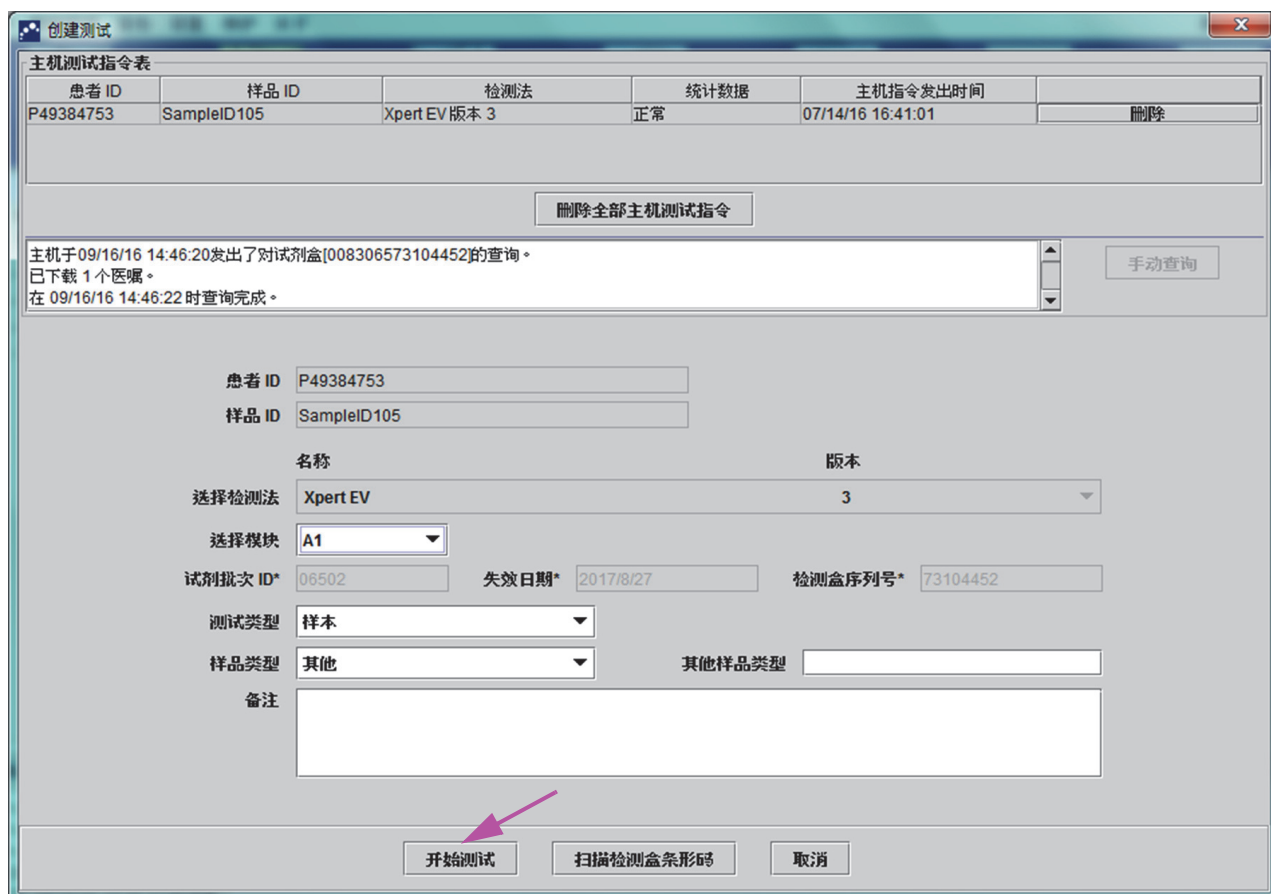 创建测试
主机测试指令表
患者 ID 样品 ID 检测法 统计数据 主机指令发出时间
P49384753 SampleID105 Xpert EV版本 3 正常 07/14/16 16:41:01 删除
删除全部主机测试指令
主机于09/16/16 14:46:20发出了对试剂盒[008306573104452]的查询。
已下载 1 个医嘱。
在 09/16/16 14:46:22 时查询完成。
手动查询
患者 ID P49384753
样品 ID SampleID105
名称 版本
选择检测法 Xpert EV 3
选择模块 A1
试剂批次 ID* 06502 失效日期* 2017/8/27 检测盒序列号* 73104452
测试类型 样本
样品类型 其他 其他样品类型
备注
开始测试 扫描检测盒条形码 取消